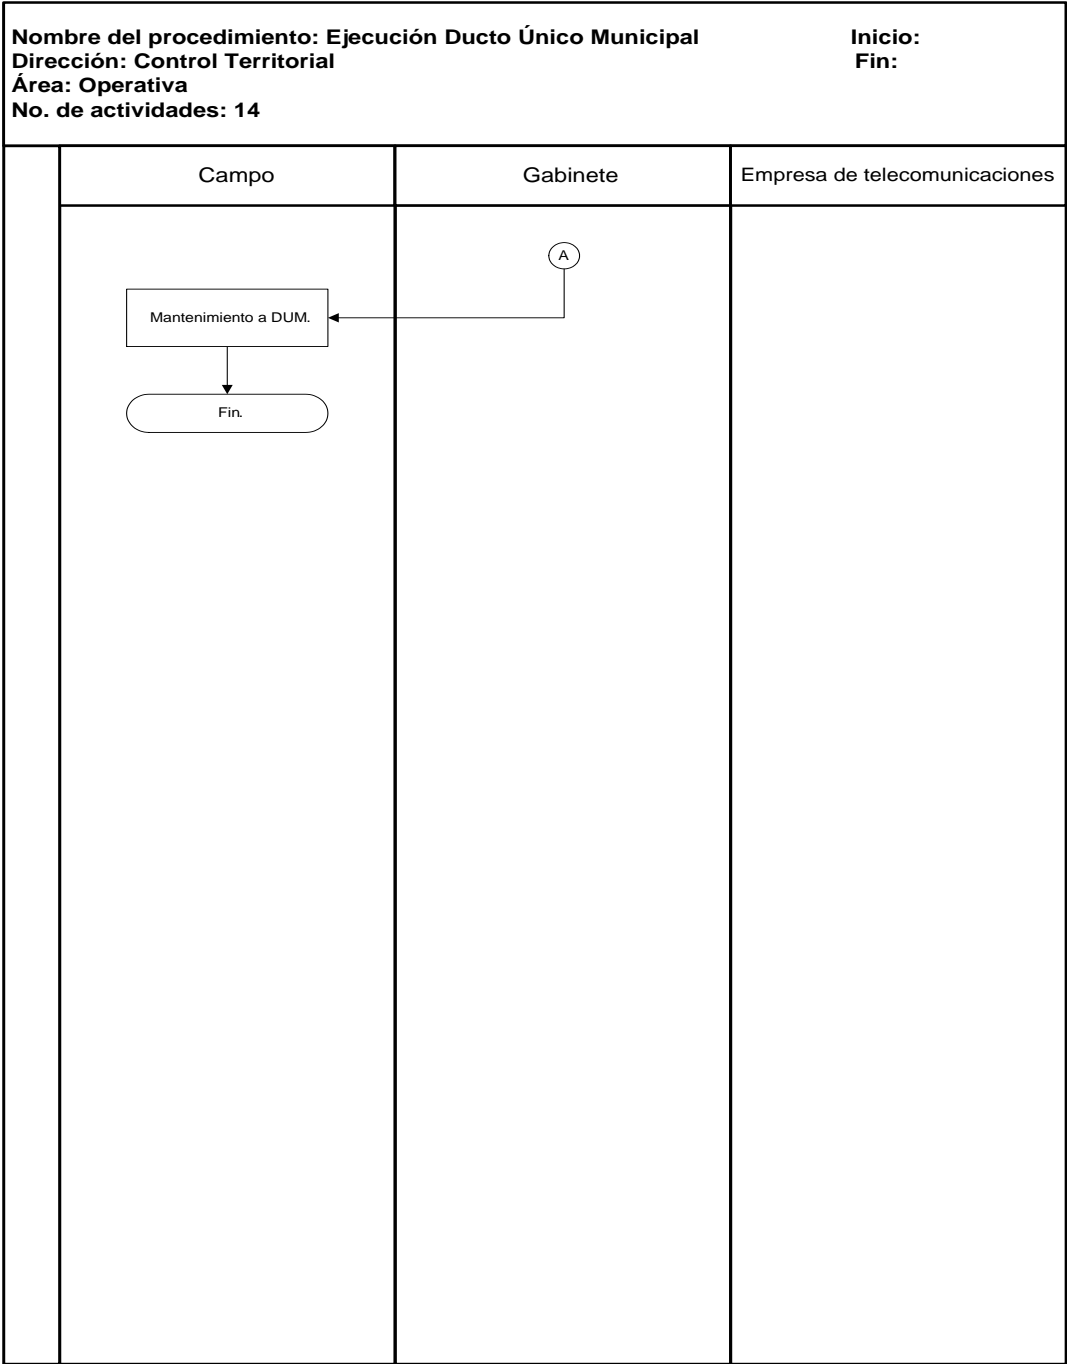 Nombre del procedimiento: Ejecución Ducto Único Municipal Inicio:
Dirección: Control Territorial Fin:
Área: Operativa
No. de actividades: 14
Campo Gabinete Empresa de telecomunicaciones
A
Mantenimiento a DUM.
Fin.